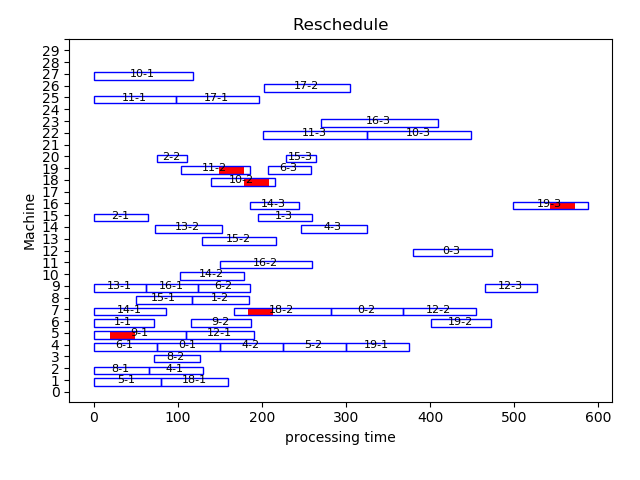 Reschedule
29
28
27 10-1
26 17-2
25 11-1 17-1
24
23 16-3
22 11-3 10-3
21
20 2-2 15-3
19 11-2 6-3
18 10-2
17
16 14-3 19-3
15 2-1 1-3
14 13-2 4-3
13 15-2
12 0-3
11 16-2
10 14-2
9 13-1 16-1 6-2 12-3
8 15-1 1-2
7 14-1 18-2 0-2 12-2
6 1-1 9-2 19-2
5 9-1 12-1
4 6-1 0-1 4-2 5-2 19-1
3 8-2
2 8-1 4-1
1 5-1 18-1
0
Machine
0 100 200 300 400 500 600
processing time